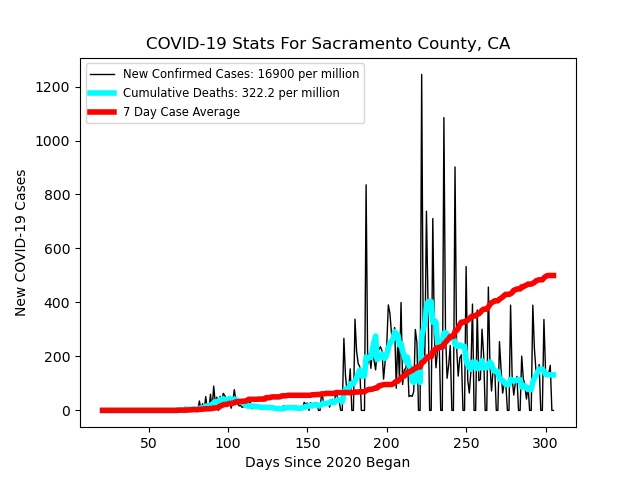 COVID-19 Stats For Sacramento County, CA
New Confirmed Cases: 16900 per million
Cumulative Deaths: 322.2 per million
7 Day Case Average
New COVID-19 Cases
1200
1000
800
600
400
200
0
50 100 150 200 250 300
Days Since 2020 Began